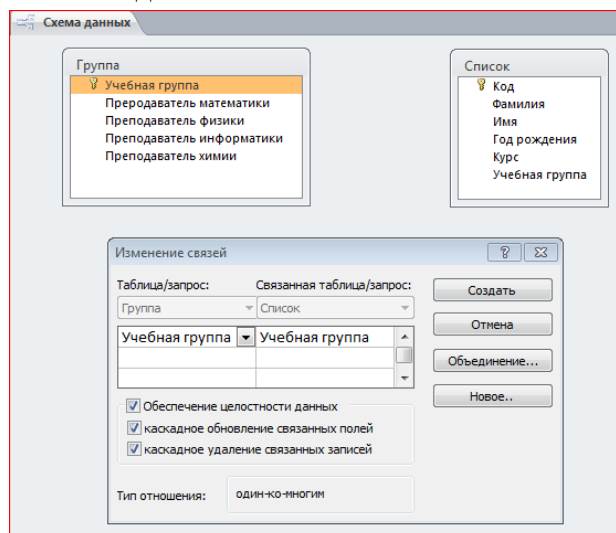 Схема данных
Группа
Учебная группа
Преродаватель математики
Преподаватель физики
Преподаватель информатики
Преподаватель химии
Список
Код
Фамилия
Имя
Год рождения
Курс
Учебная группа
Изменение связей
Таблица/запрос: Связанная таблица/запрос:
Группа Список
Учебная группа Учебная группа
Обеспечение целостности данных
каскадное обновление связанных полей
каскадное удаление связанных записей
Тип отношения: один-ко-многим
Создать
Отмена
Объединение...
Новое..